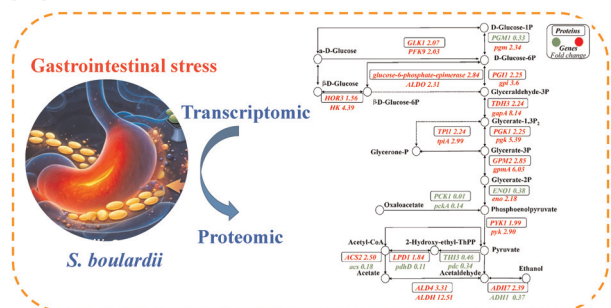 Gastrointestinal stress
S. boulardii
Transcriptomic
Proteomic
D-Glucose-1P
Proteins
Genes
Fold change
GLK1 2.07
PFK9 2.03
PGM1 0.53
pgm 2.34
α-D-Glucose
D-Glucose-6P
glucose-6-phosphate-epimerase 2.84
ALDO 2.31
PGI1 2.25
gpi 3.6
β-D-Glucose
β-D-Glucose-6P
Glyceraldehyde-3P
HOR3 1.56
HK 4.39
TDH3 2.24
gapA 8.14
Glycerate-1,3P₂
TPI1 2.24
tpiA 2.99
PGK1 2.25
pgk 5.39
Glycerone-P
Glycerate-3P
GPM2 2.85
gpmA 6.03
Glycerate-2P
PCK1 0.01
pckA 0.14
ENO1 0.38
eno 2.18
Oxaloacetate
Phosphoenolpyruvate
PYK1 1.99
pyk 2.90
Acetyl-CoA
2-Hydroxy-ethyl-ThPP
Pyruvate
ACS2 2.50
acs 0.18
LPD1 1.84
pdhD 0.11
THI3 0.46
pdc 0.34
Acetate
Acetaldehyde
Ethanol
ALD4 3.31
ALDH 12.51
ADH7 2.39
ADH1 0.37